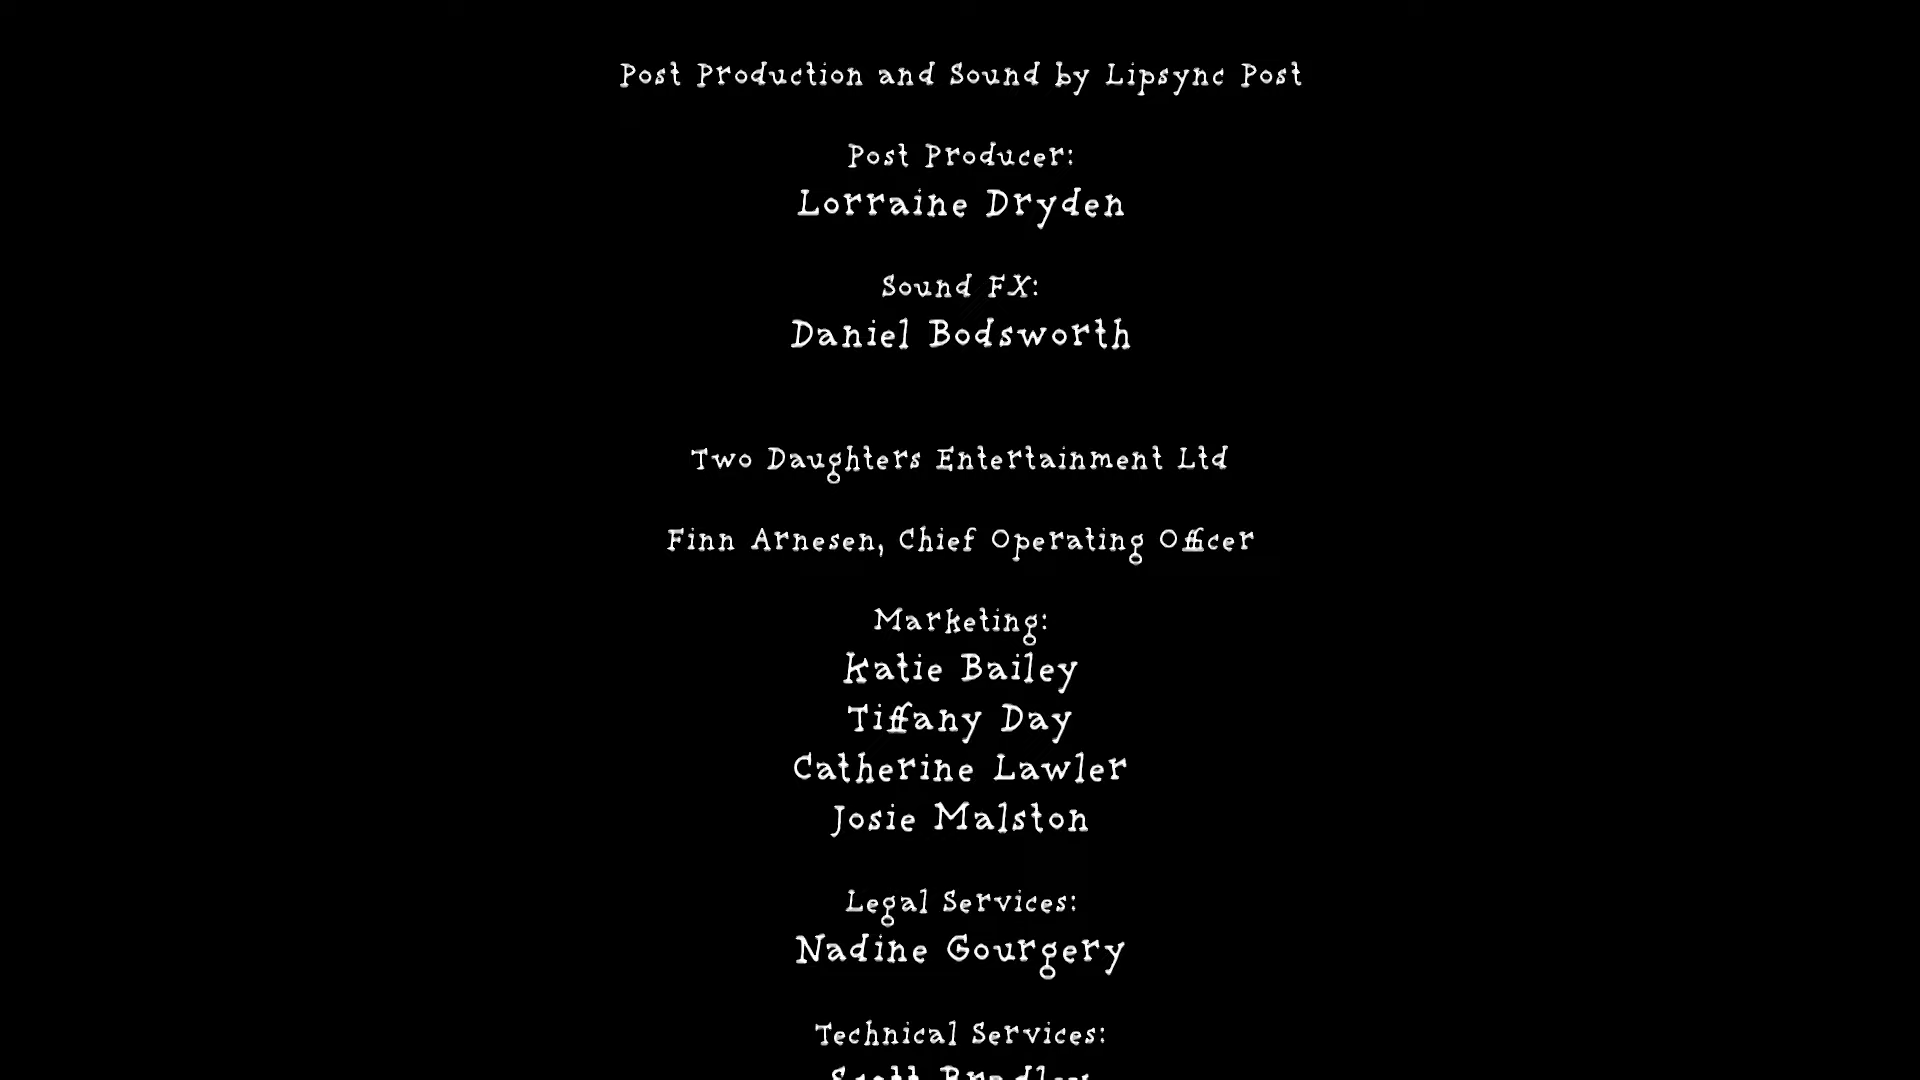 Post Production and Sound by Lipsync Post
Post Producer:
Lorraine Dryden
Sound FX:
Daniel Bodsworth
Two Daughters Entertainment Ltd
Finn Arnesen, Chief Operating Officer
Marketing:
Katie Bailey
Tiffany Day
Catherine Lawler
Josie Malston
Legal Services:
Nadine Gourgery
Technical Services: